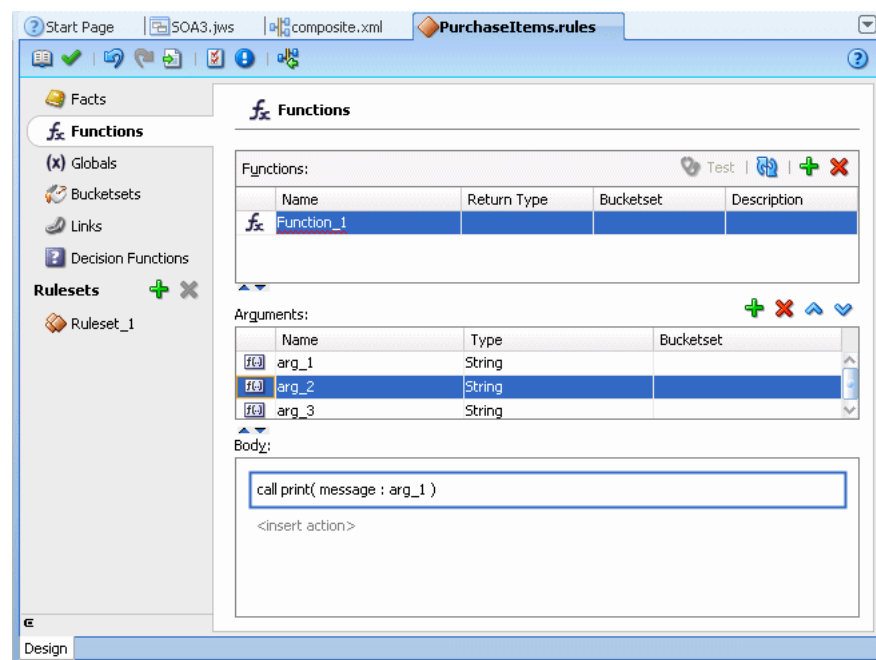 Start Page SOA3.jws composite.xml PurchaseItems.rules
Facts
Functions
Globals
Bucketsets
Links
Decision Functions
Rulesets
Ruleset_1
Functions
Functions: Test
Name Return Type Bucketset Description
Function_1
Arguments:
Name Type Bucketset
arg_1 String
arg_2 String
arg_3 String
Body:
call print( message : arg_1 )
<insert action>
Design